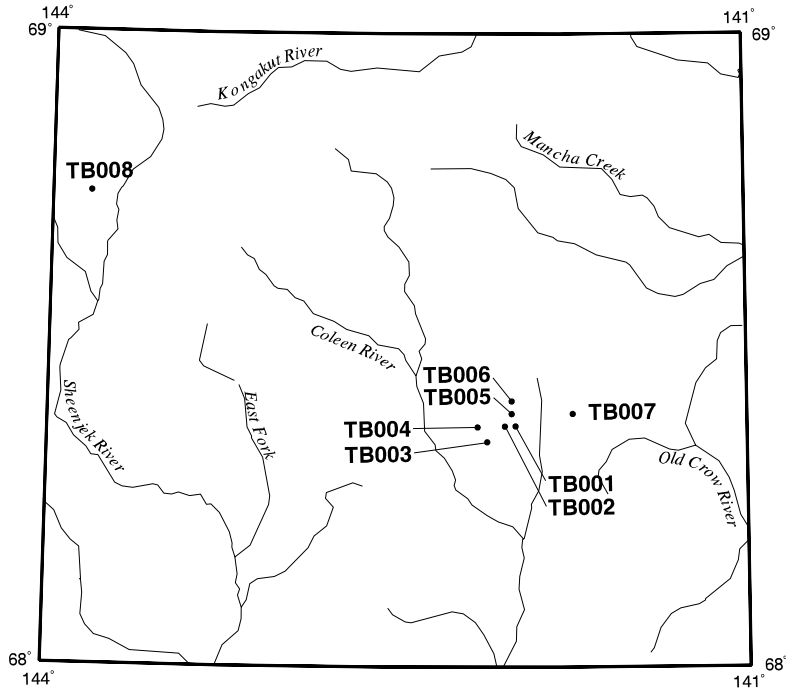 144°
141°
69°
69°
Kongakut River
Mancha Creek
TB008
Coleen River
TB006
TB005
TB007
TB004
TB003
Sheenjek River
East Fork
Old Crow River
TB001
TB002
68°
68°
144°
141°